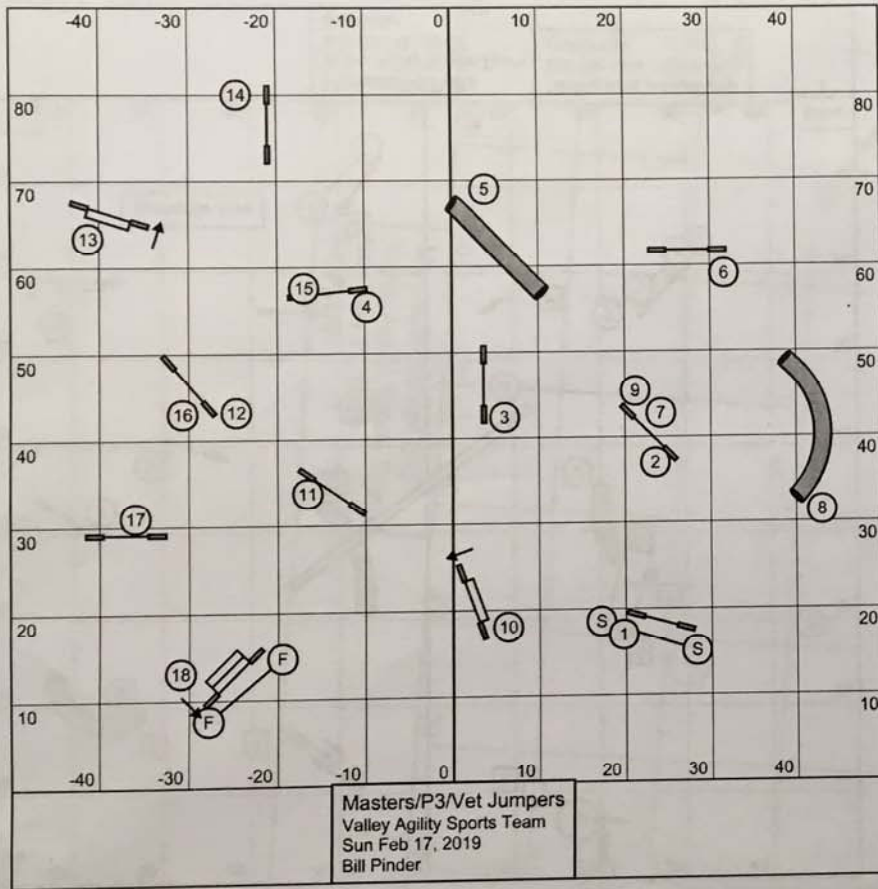 -40 -30 -20 -10 0 10 20 30 40
80 14 80
5
70 70
13 6
60 15 4 60
50 50
9
16 12 3 7
40 2 40
11
17 8
30 30
10 S 1
20 S 20
18 F
F
10 10
-40 -30 -20 -10 0 10 20 30 40
Masters/P3/Vet Jumpers
Valley Agility Sports Team
Sun Feb 17, 2019
Bill Pinder